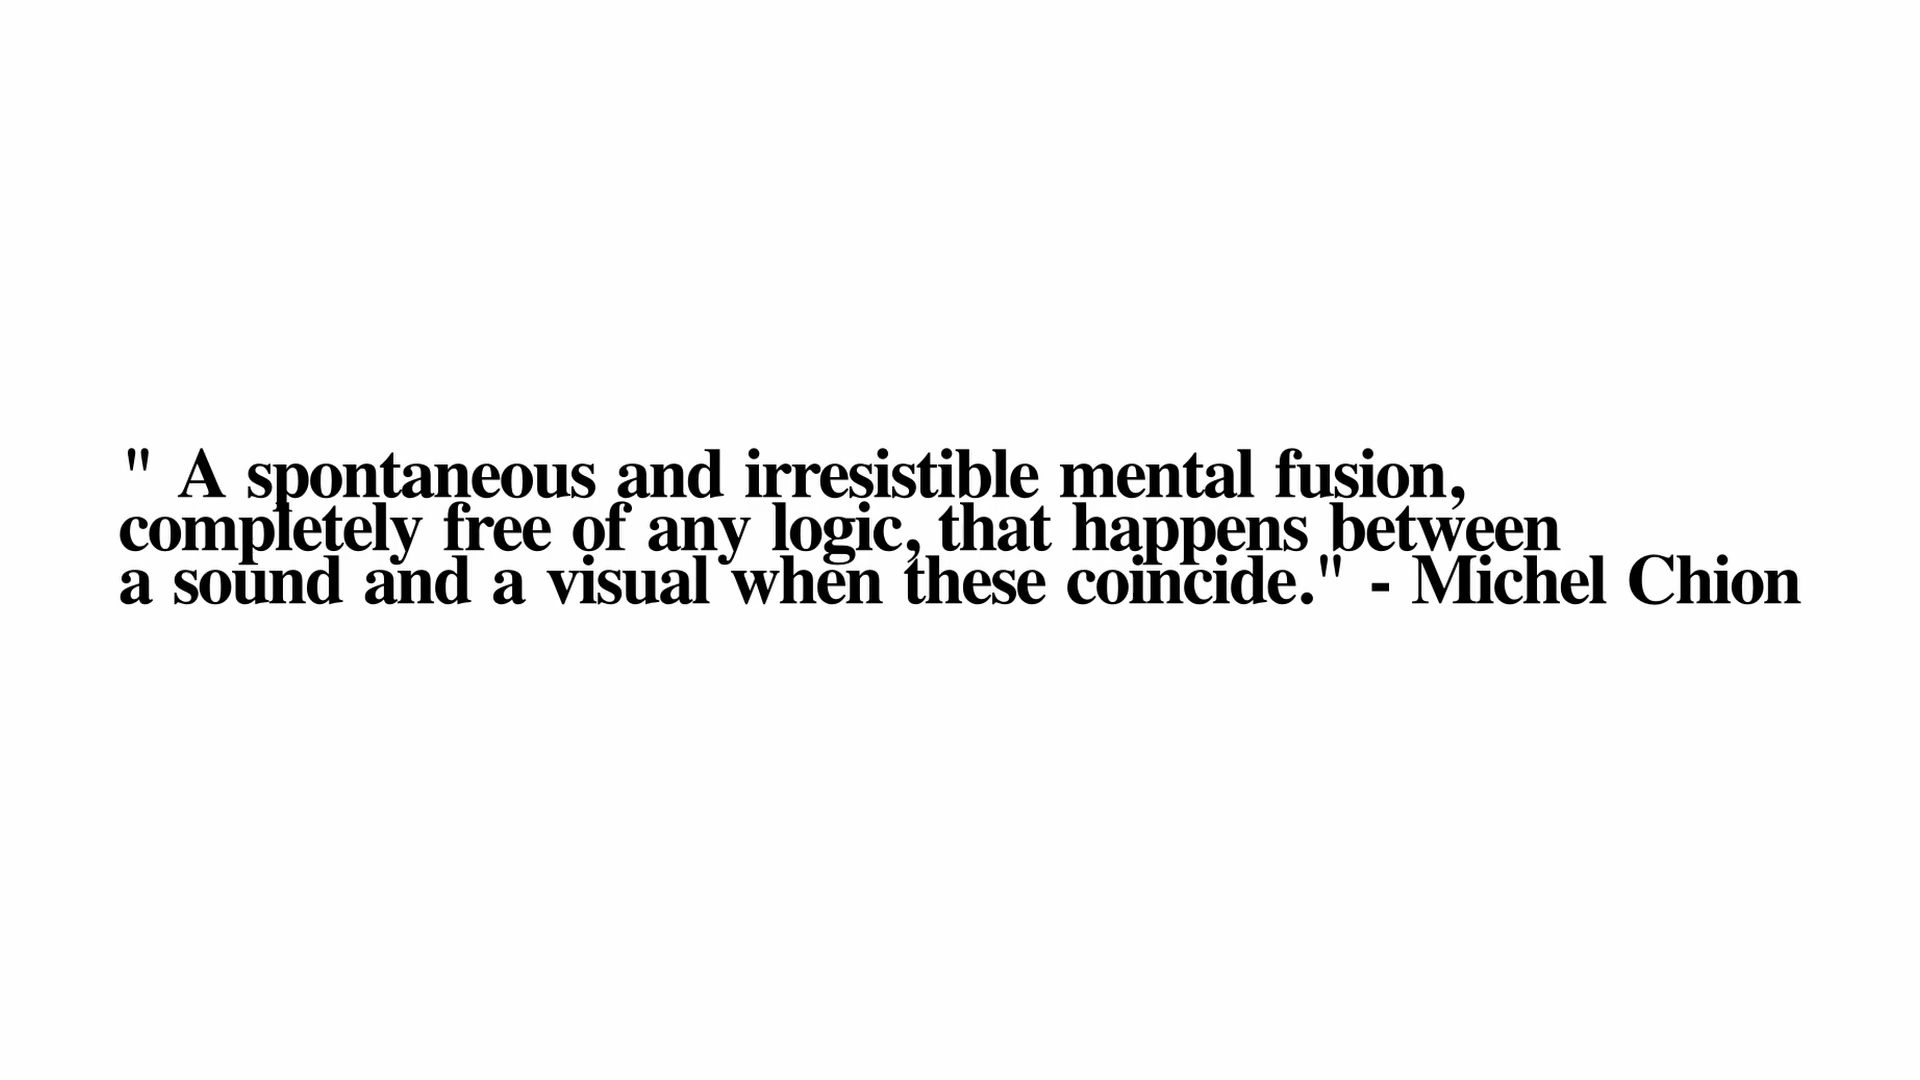 " A spontaneous and irresistible mental fusion,
completely free of any logic, that happens between
a sound and a visual when these coincide." - Michel Chion